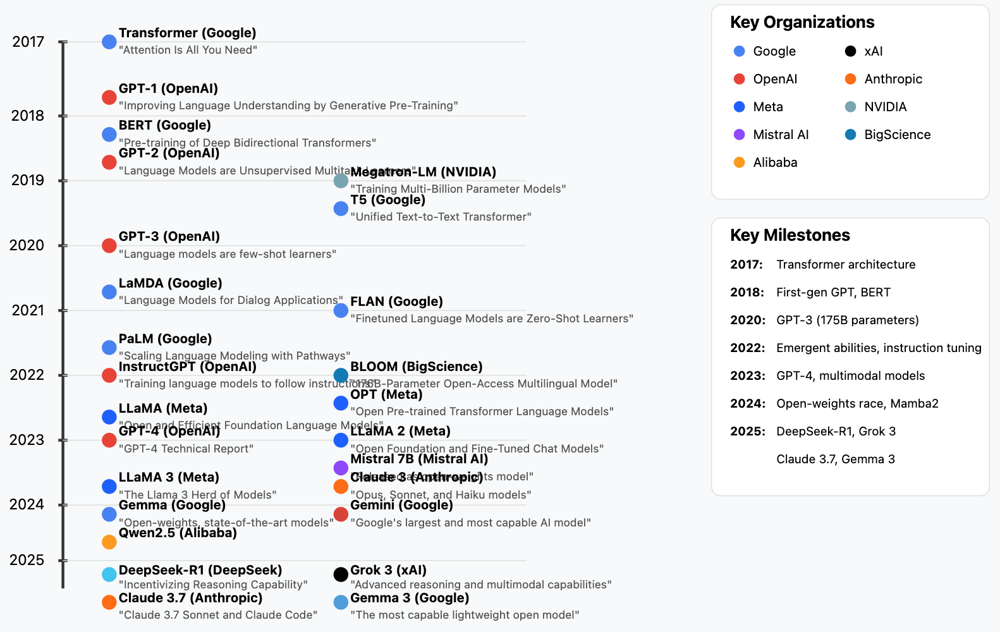 2017
Transformer (Google)
"Attention Is All You Need"
GPT-1 (OpenAI)
"Improving Language Understanding by Generative Pre-Training"
2018
BERT (Google)
"Pre-training of Deep Bidirectional Transformers"
GPT-2 (OpenAI)
"Language Models are Unsupervised Multitask Learners"
2019
Megatron-LM (NVIDIA)
"Training Multi-Billion Parameter Models"
T5 (Google)
"Unified Text-to-Text Transformer"
2020
GPT-3 (OpenAI)
"Language models are few-shot learners"
LaMDA (Google)
"Language Models for Dialog Applications"
2021
FLAN (Google)
"Finetuned Language Models are Zero-Shot Learners"
PaLM (Google)
"Scaling Language Modeling with Pathways"
2022
InstructGPT (OpenAI)
"Training language models to follow instructions"
BLOOM (BigScience)
"176B-Parameter Open-Access Multilingual Model"
OPT (Meta)
"Open Pre-trained Transformer Language Models"
LLaMA (Meta)
"Open and Efficient Foundation Language Models"
2023
GPT-4 (OpenAI)
"GPT-4 Technical Report"
LLaMA 2 (Meta)
"Open Foundation and Fine-Tuned Chat Models"
Mistral 7B (Mistral AI)
"Released as open-weights model"
LLaMA 3 (Meta)
"The Llama 3 Herd of Models"
Claude 3 (Anthropic)
"Opus, Sonnet, and Haiku models"
2024
Gemma (Google)
"Open-weights, state-of-the-art models"
Gemini (Google)
"Google's largest and most capable AI model"
Qwen2.5 (Alibaba)
2025
DeepSeek-R1 (DeepSeek)
"Incentivizing Reasoning Capability"
Grok 3 (xAI)
"Advanced reasoning and multimodal capabilities"
Claude 3.7 (Anthropic)
"Claude 3.7 Sonnet and Claude Code"
Gemma 3 (Google)
"The most capable lightweight open model"
Key Organizations
Google
xAI
OpenAI
Anthropic
Meta
NVIDIA
Mistral AI
BigScience
Alibaba
Key Milestones
2017: Transformer architecture
2018: First-gen GPT, BERT
2020: GPT-3 (175B parameters)
2022: Emergent abilities, instruction tuning
2023: GPT-4, multimodal models
2024: Open-weights race, Mamba2
2025: DeepSeek-R1, Grok 3
Claude 3.7, Gemma 3